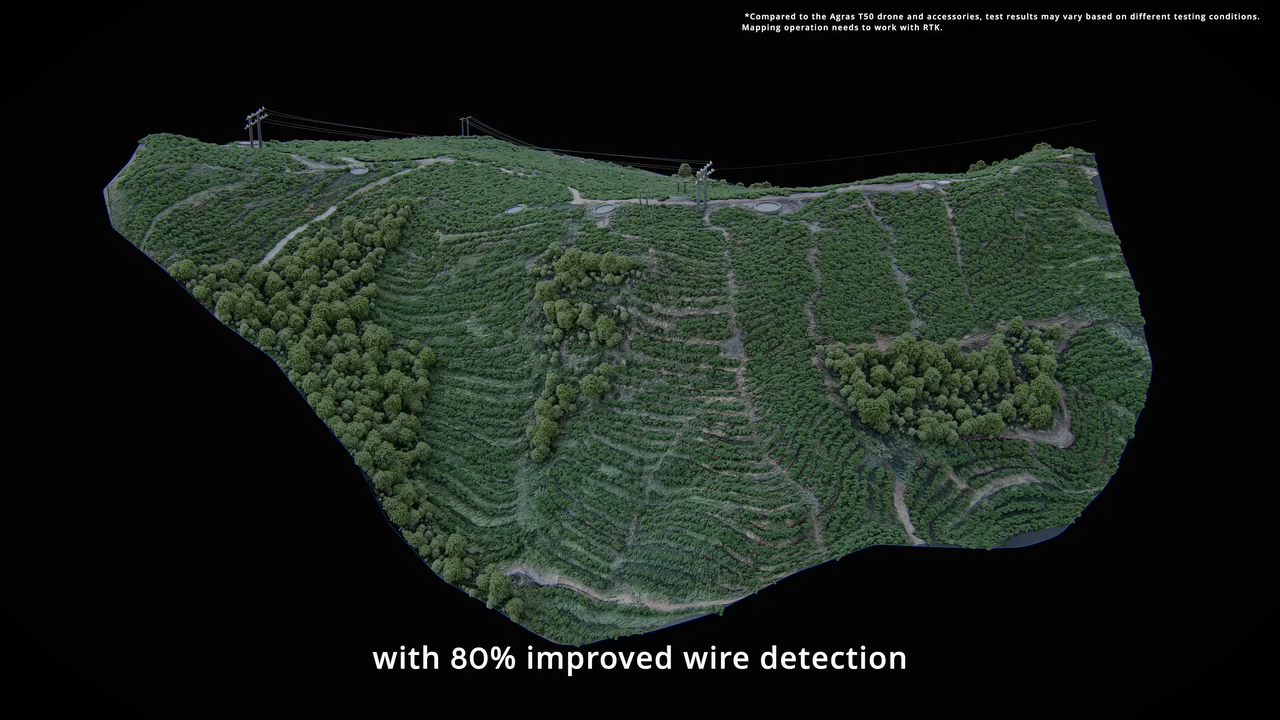 *Compared to the Agras T50 drone and accessories, test results may vary based on different testing conditions.
Mapping operation needs to work with RTK.
with 80% improved wire detection